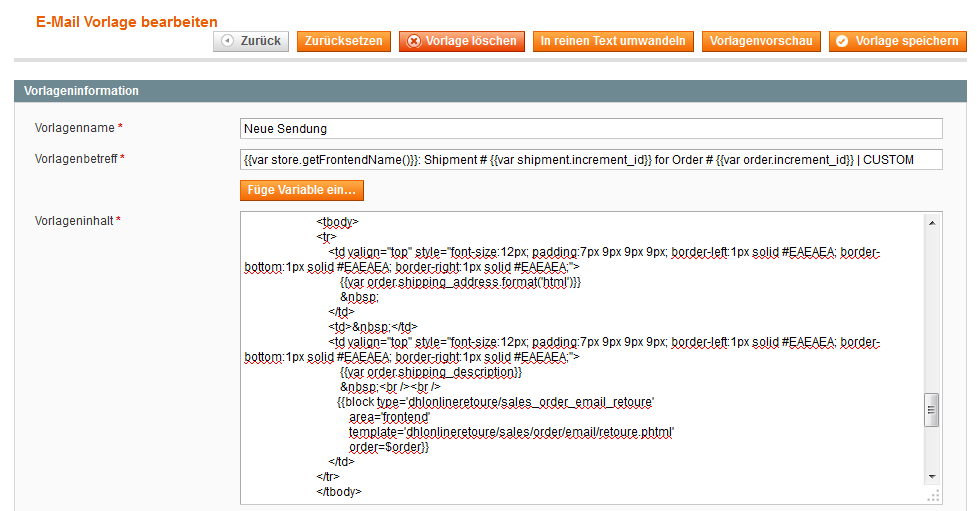 E-Mail Vorlage bearbeiten
Zurück Zurücksetzen Vorlage löschen In reinen Text umwandeln Vorlagenvorschau Vorlage speichern
Vorlageninformation
Vorlagenname * Neue Sendung
Vorlagenbetreff * {{var store.getFrontendName()}}: Shipment # {{var shipment.increment_id}} for Order # {{var order.increment_id}} | CUSTOM
Füge Variable ein...
Vorlageninhalt * <tbody>
<tr>
<td valign="top" style="font-size:12px; padding:7px 9px 9px 9px; border-left:1px solid #EAEAEA; border-
bottom:1px solid #EAEAEA; border-right:1px solid #EAEAEA;">
{{var order.shipping_address.format('html')}}
&nbsp;
</td>
<td>&nbsp;</td>
<td valign="top" style="font-size:12px; padding:7px 9px 9px 9px; border-left:1px solid #EAEAEA; border-
bottom:1px solid #EAEAEA; border-right:1px solid #EAEAEA;">
{{var order.shipping_description}}
&nbsp;<br /><br />
{{block type='dhlonlineretoure/sales_order_email_retoure'
area='frontend'
template='dhlonlineretoure/sales/order/email/retoure.phtml'
order=$order}}
</td>
</tr>
</tbody>